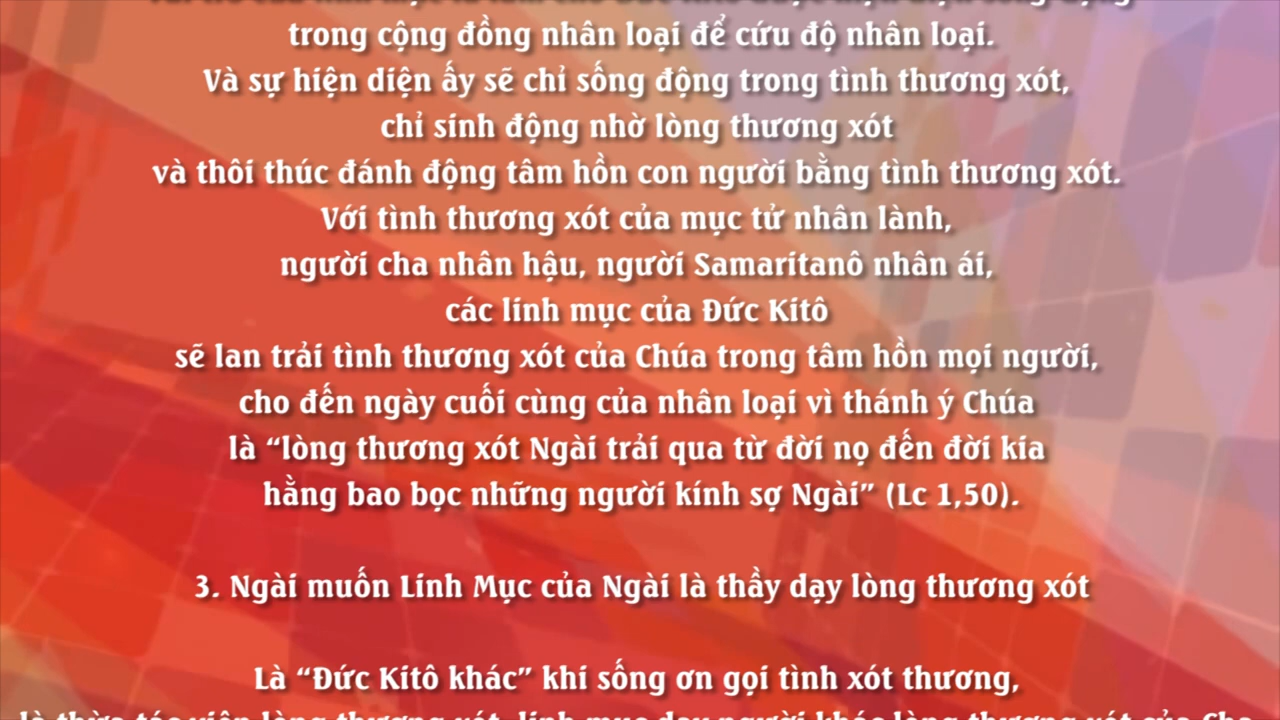 trong cộng đồng nhân loại để cứu độ nhân loại.
Và sự hiện diện ấy sẽ chỉ sống động trong tình thương xót,
chỉ sinh động nhờ lòng thương xót
và thôi thúc đánh động tâm hồn con người bằng tình thương xót.
Với tình thương xót của mục tử nhân lành,
người cha nhân hậu, người Samaritanô nhân ái,
các linh mục của Đức Kitô
sẽ lan trải tình thương xót của Chúa trong tâm hồn mọi người,
cho đến ngày cuối cùng của nhân loại vì thánh ý Chúa
là “lòng thương xót Ngài trải qua từ đời nọ đến đời kia
hằng bao bọc những người kính sợ Ngài” (Lc 1,50).
3. Ngài muốn Linh Mục của Ngài là thầy dạy lòng thương xót
Là “Đức Kitô khác” khi sống ơn gọi tình xót thương,